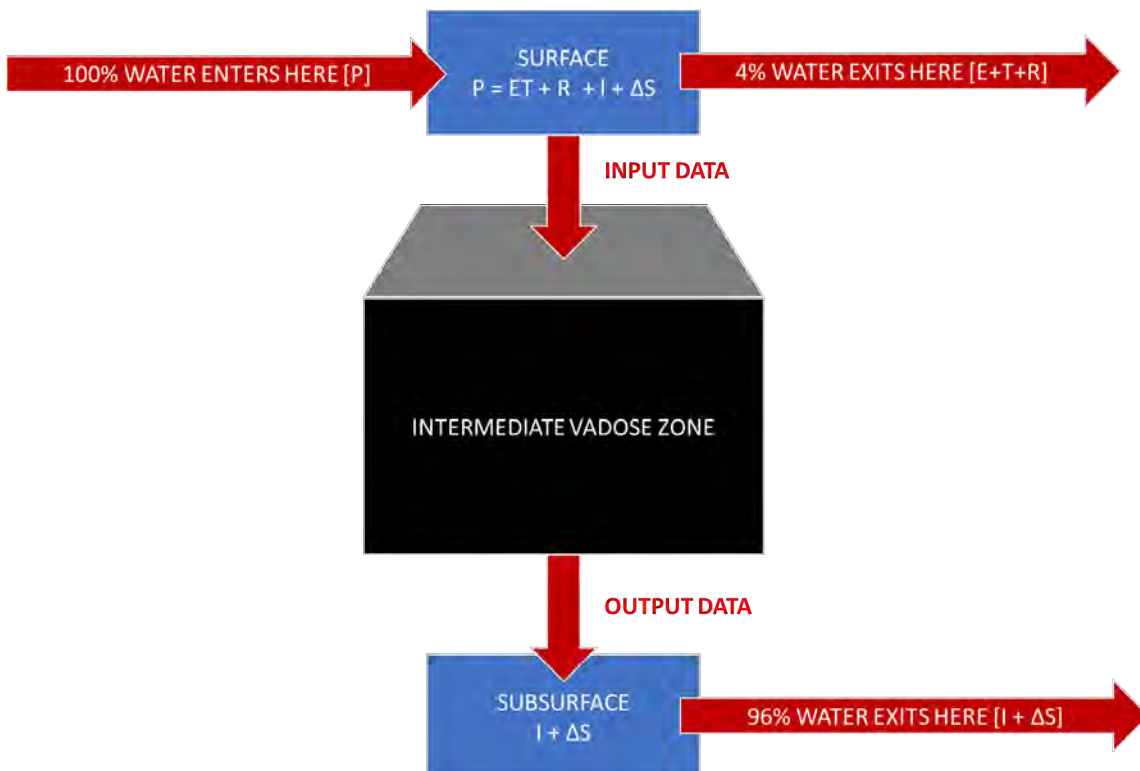 100% WATER ENTERS HERE [P]
SURFACE
P = ET + R + I + ΔS
4% WATER EXITS HERE [E+T+R]
INPUT DATA
INTERMEDIATE VADOSE ZONE
OUTPUT DATA
SUBSURFACE
I + ΔS
96% WATER EXITS HERE [I + ΔS]